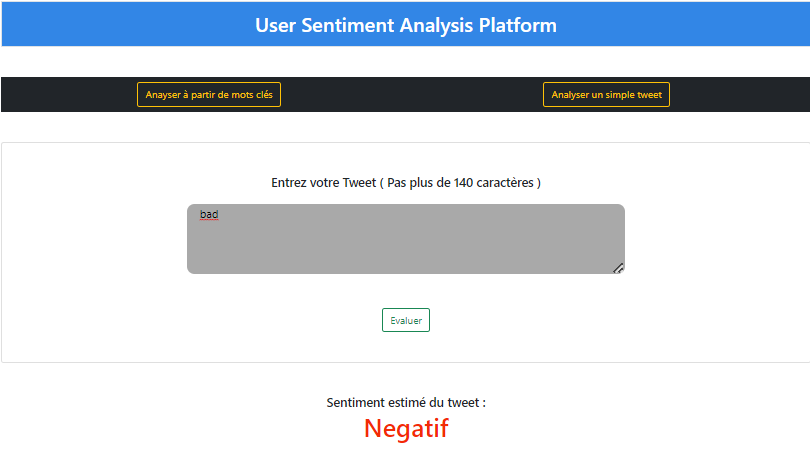 User Sentiment Analysis Platform
Anayser à partir de mots clés
Analyser un simple tweet
Entrez votre Tweet ( Pas plus de 140 caractères )
bad
Evaluer
Sentiment estimé du tweet :
Negatif